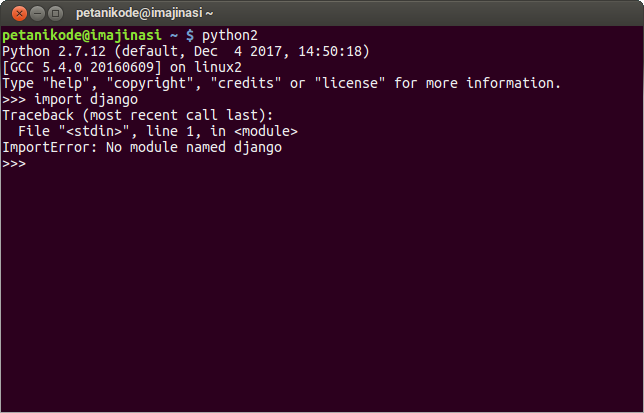 petanikode@imajinasi ~
petanikode@imajinasi ~ $ python2
Python 2.7.12 (default, Dec  4 2017, 14:50:18)
[GCC 5.4.0 20160609] on linux2
Type "help", "copyright", "credits" or "license" for more information.
>>> import django
Traceback (most recent call last):
  File "<stdin>", line 1, in <module>
ImportError: No module named django
>>>